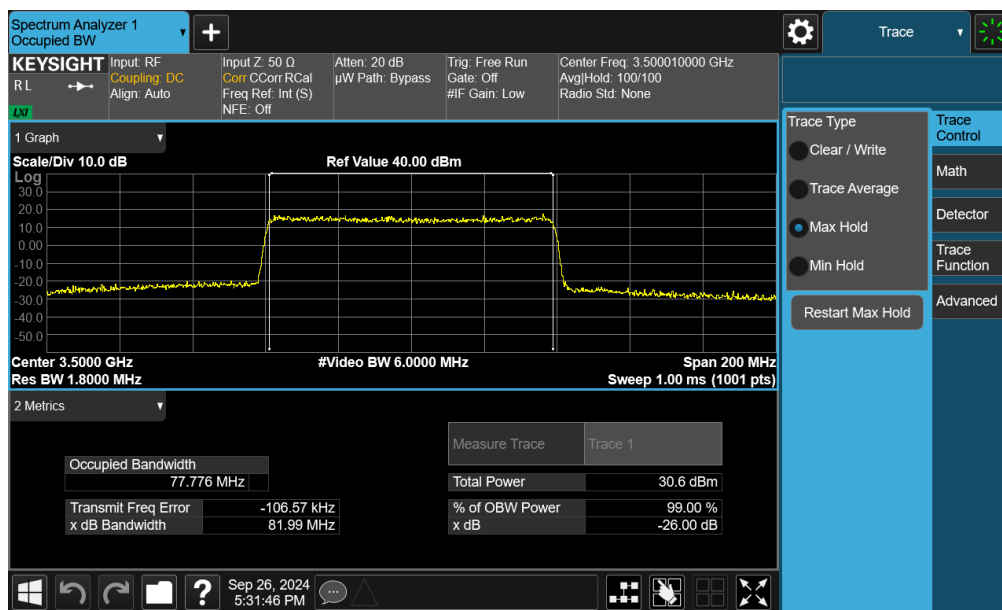 Spectrum Analyzer 1
Occupied BW
Trace
KEYSIGHT
R L
LXI
Input: RF
Coupling: DC
Align: Auto
Input Z: 50 Ω
Corr CCorr RCal
Freq Ref: Int (S)
NFE: Off
Atten: 20 dB
µW Path: Bypass
Trig: Free Run
Gate: Off
#IF Gain: Low
Center Freq: 3.500010000 GHz
Avg|Hold: 100/100
Radio Std: None
1 Graph
Scale/Div 10.0 dB
Ref Value 40.00 dBm
Log
30.0
20.0
10.0
0.00
-10.0
-20.0
-30.0
-40.0
-50.0
Center 3.5000 GHz
#Video BW 6.0000 MHz
Span 200 MHz
Res BW 1.8000 MHz
Sweep 1.00 ms (1001 pts)
2 Metrics
Measure Trace
Trace 1
Occupied Bandwidth
77.776 MHz
Total Power
30.6 dBm
Transmit Freq Error
-106.57 kHz
% of OBW Power
99.00 %
x dB Bandwidth
81.99 MHz
x dB
-26.00 dB
Trace Type
Clear / Write
Trace Average
Max Hold
Min Hold
Restart Max Hold
Trace
Control
Math
Detector
Trace
Function
Advanced
?
Sep 26, 2024
5:31:46 PM